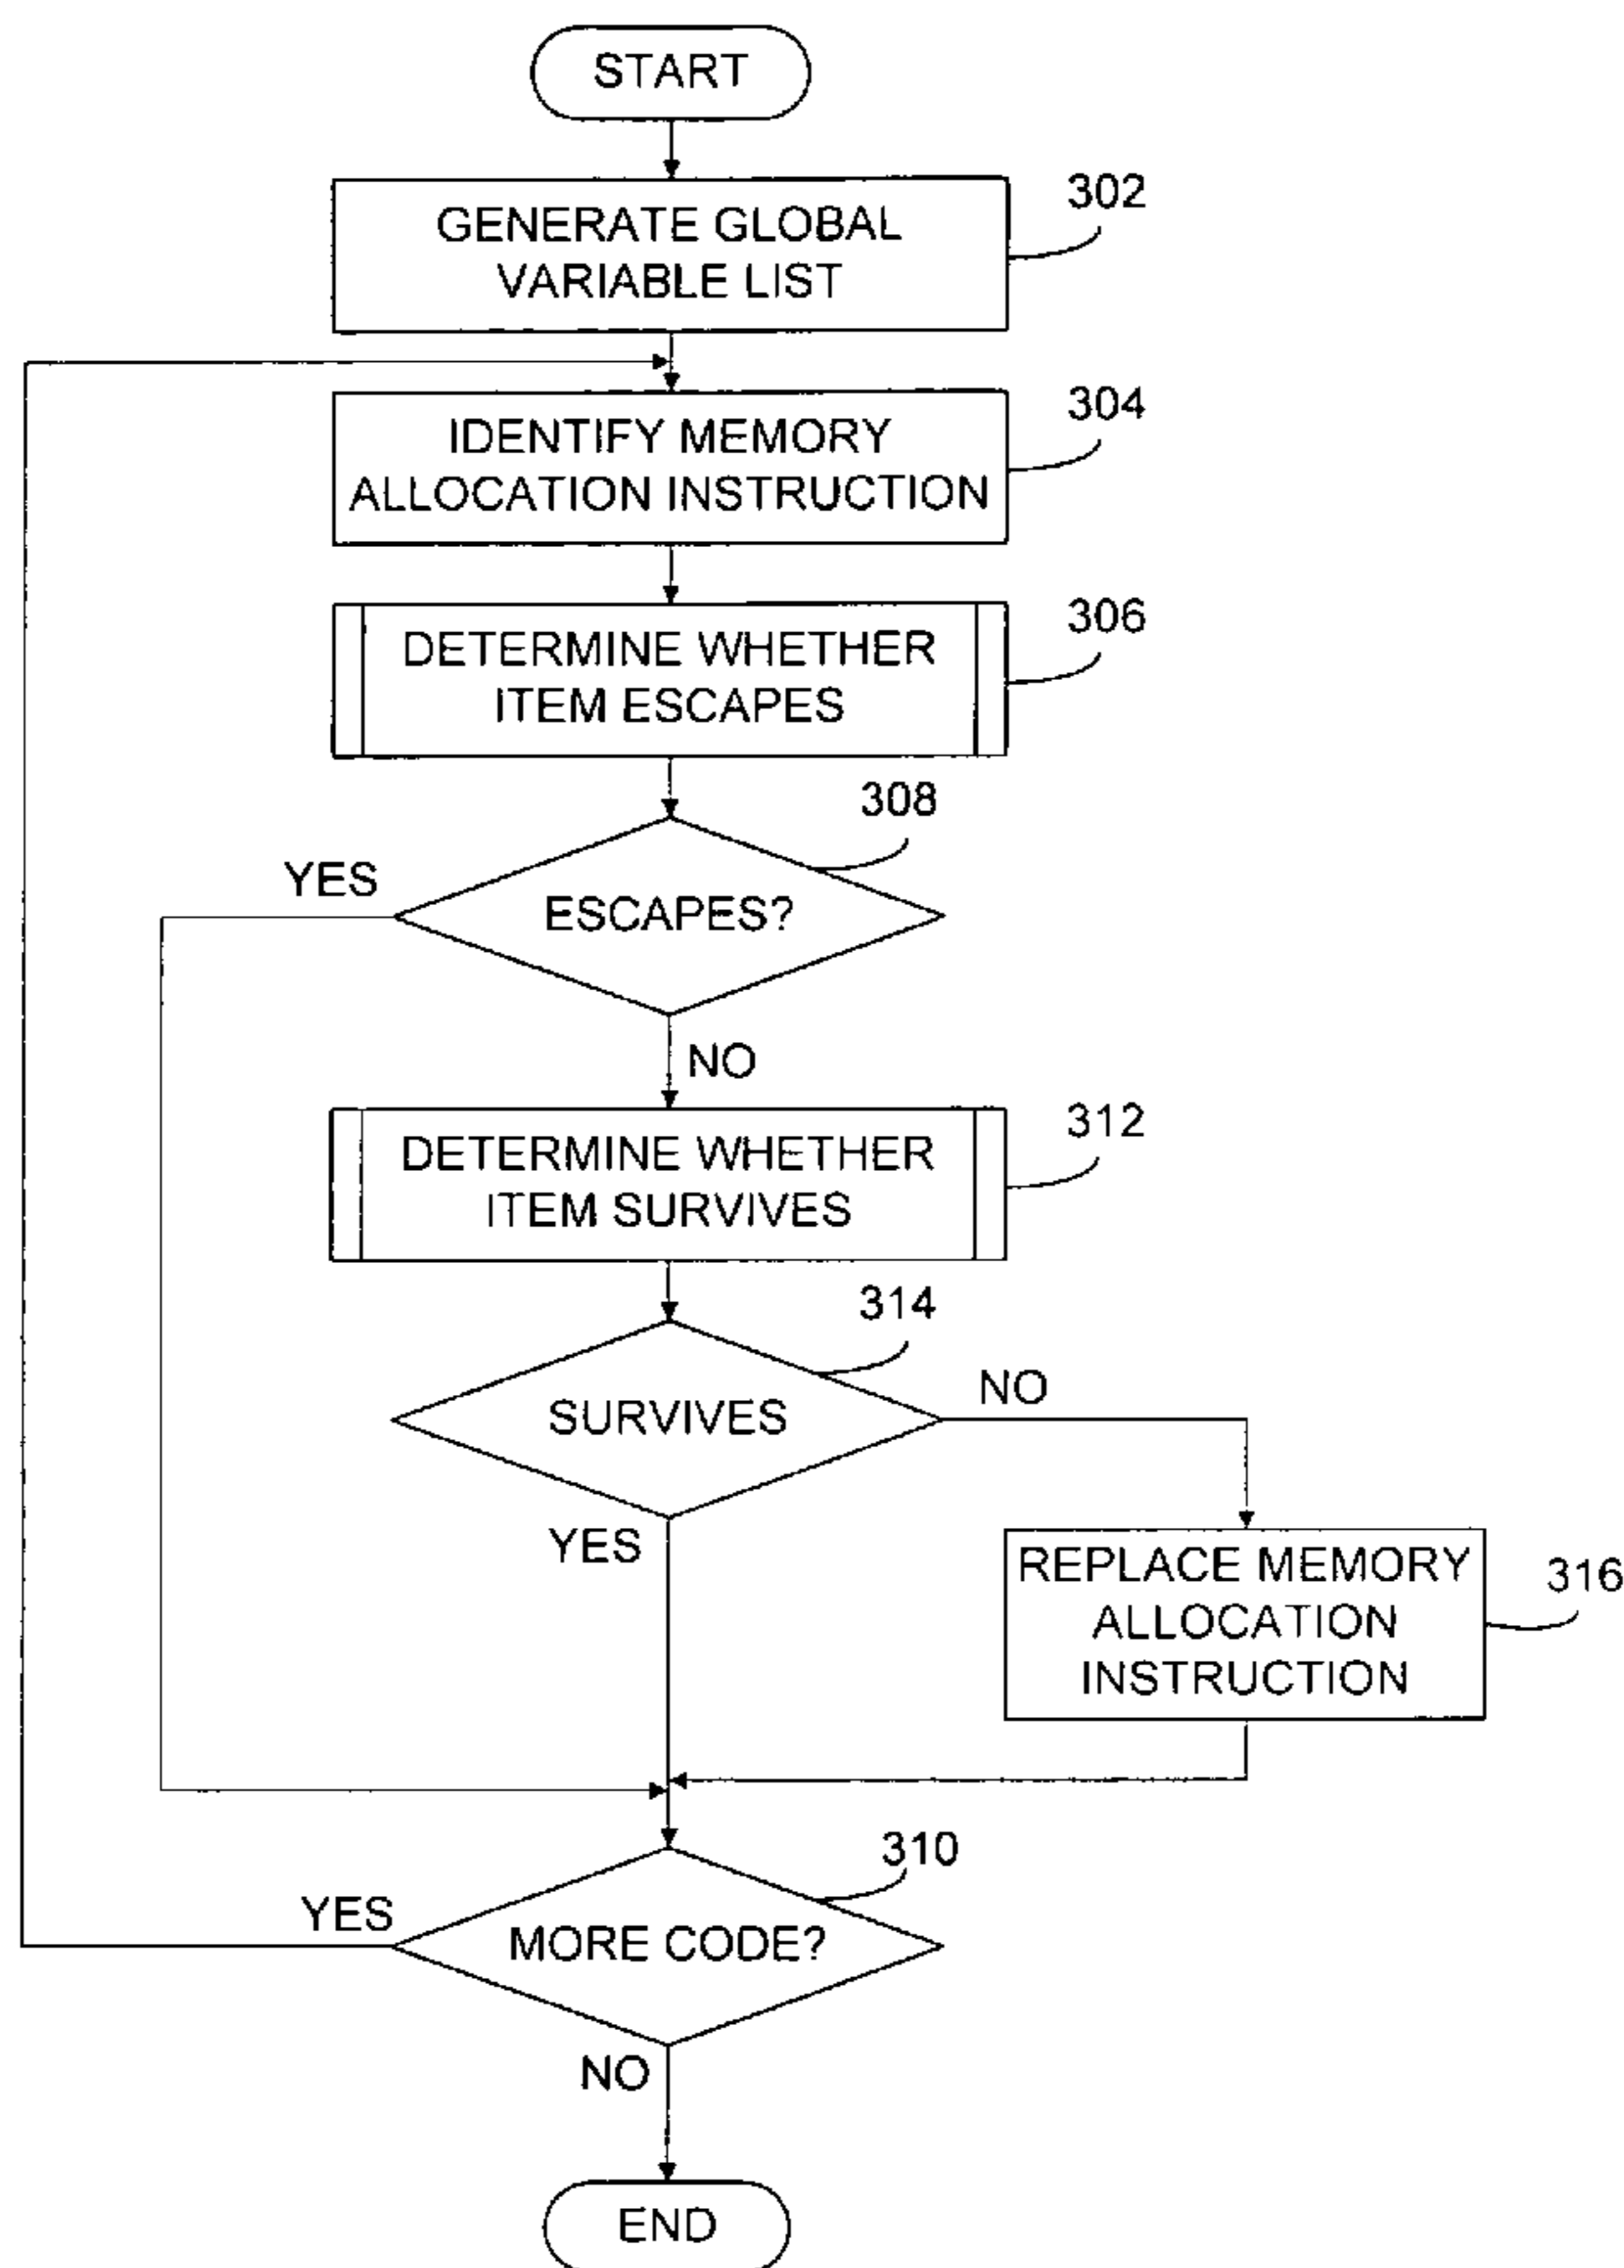 START
302
GENERATE GLOBAL
VARIABLE LIST
304
IDENTIFY MEMORY
ALLOCATION INSTRUCTION
306
DETERMINE WHETHER
ITEM ESCAPES
308
YES
ESCAPES?
NO
312
DETERMINE WHETHER
ITEM SURVIVES
314
NO
SURVIVES
YES
REPLACE MEMORY
ALLOCATION
INSTRUCTION
316
310
YES
MORE CODE?
NO
END